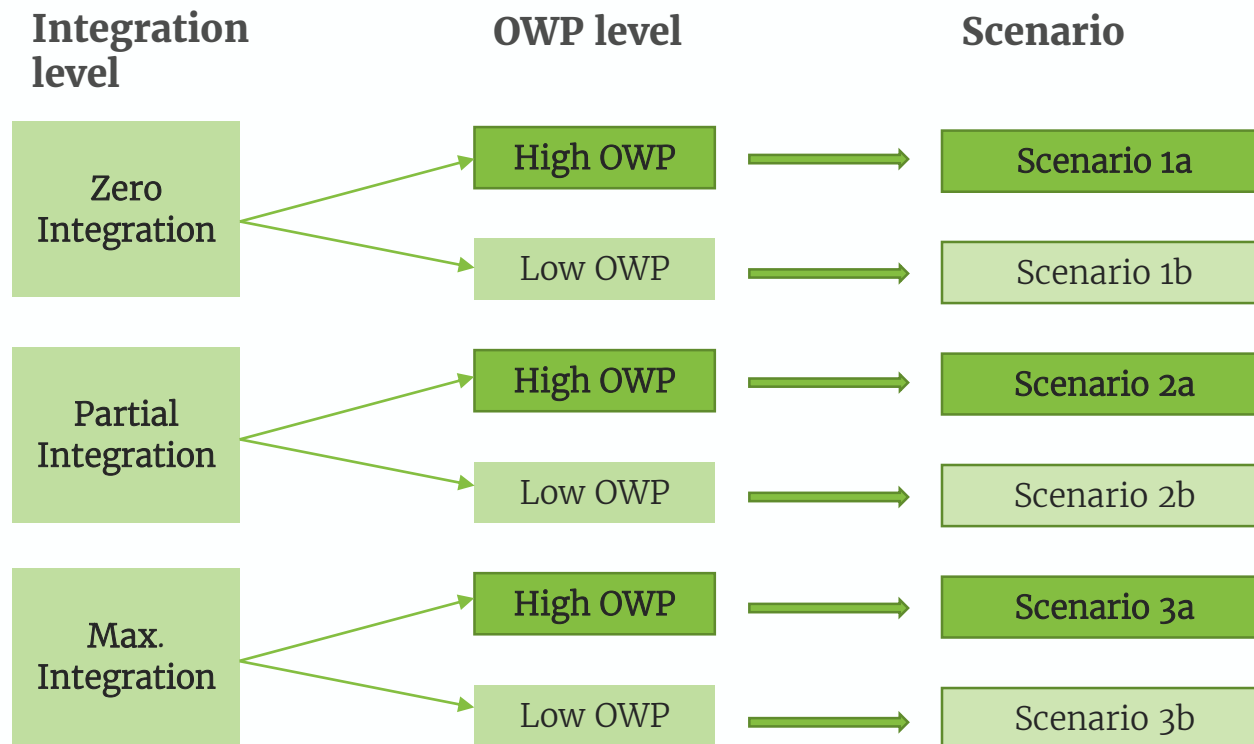 Integration
level
OWP level
Scenario
Zero
Integration
High OWP
Scenario 1a
Low OWP
Scenario 1b
Partial
Integration
High OWP
Scenario 2a
Low OWP
Scenario 2b
Max.
Integration
High OWP
Scenario 3a
Low OWP
Scenario 3b